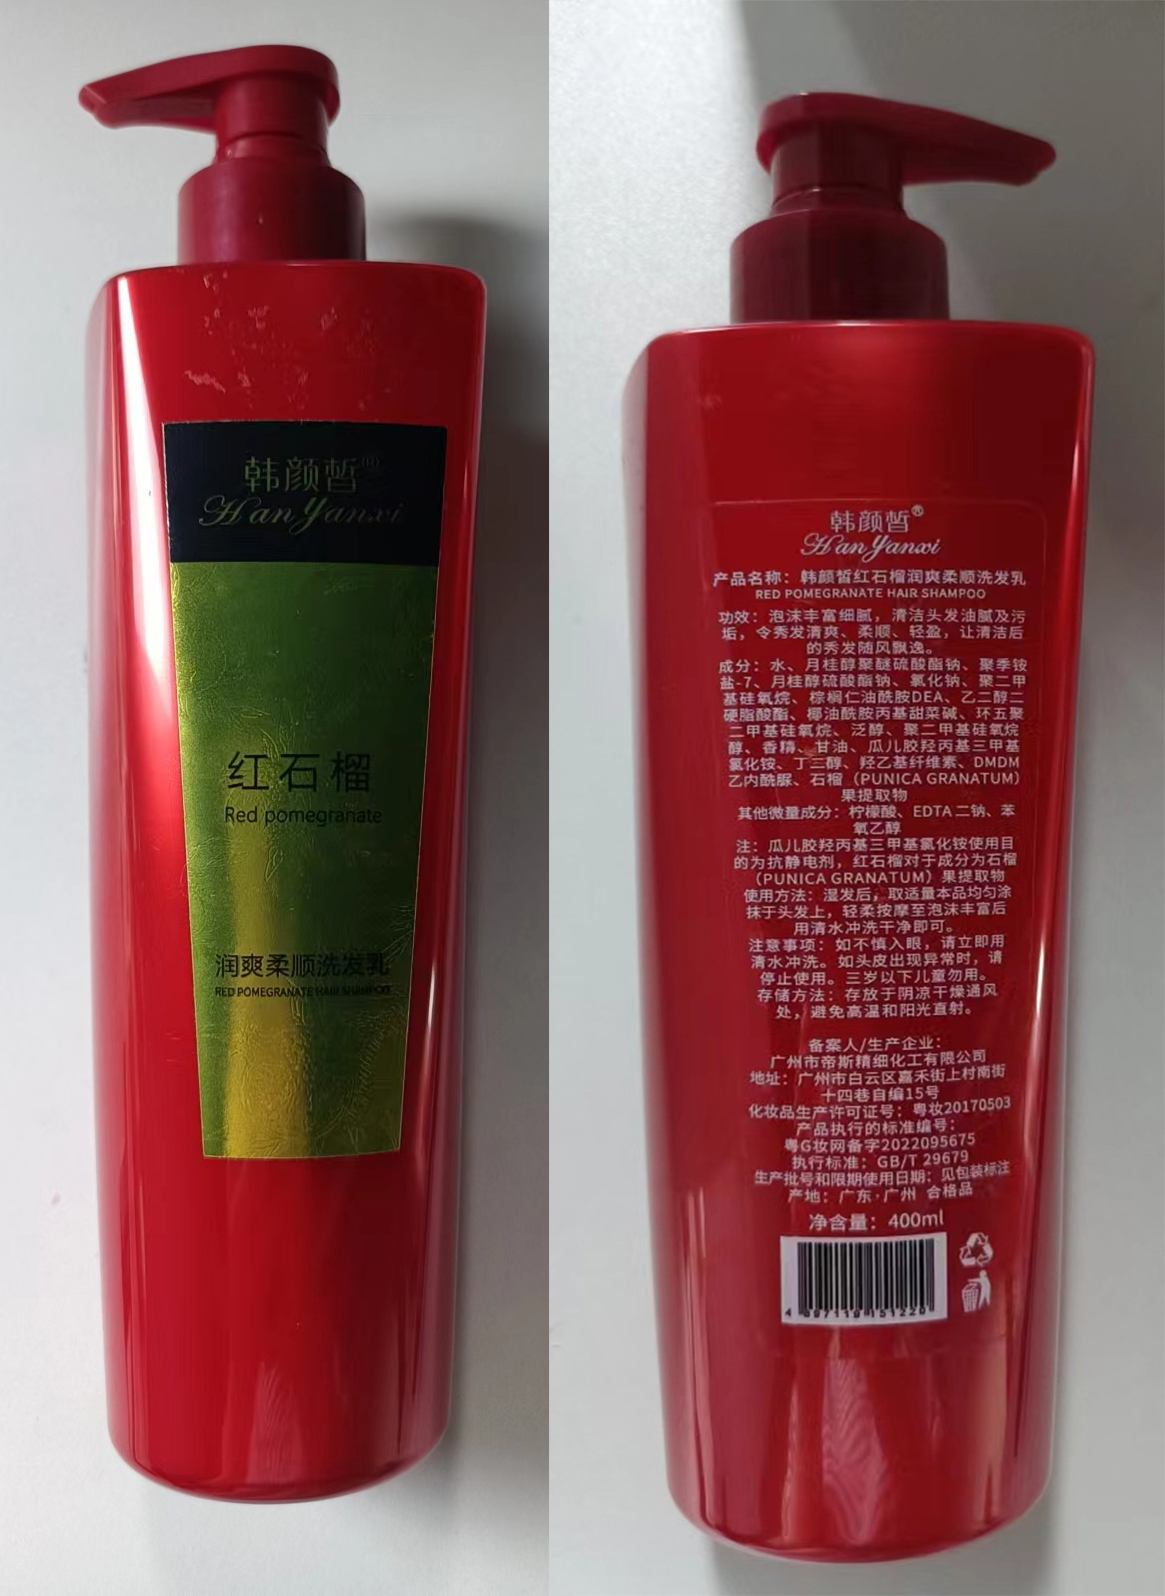 韩颜皙®
HanYanxi
红石榴
Red pomegranate
润爽柔顺洗发乳
RED POMEGRANATE HAIR SHAMPOO
韩颜皙®
HanYanxi
产品名称：韩颜皙红石榴润爽柔顺洗发乳
RED POMEGRANATE HAIR SHAMPOO
功效：泡沫丰富细腻，清洁头发油腻及污
垢，令秀发清爽、柔顺、轻盈，让清洁后
的秀发随风飘逸。
成分：水、月桂醇聚醚硫酸酯钠、聚季铵
盐-7、月桂醇硫酸酯钠、氯化钠、聚二甲
基硅氧烷、棕榈仁油酰胺DEA、乙二醇二
硬脂酸酯、椰油酰胺丙基甜菜碱、环五聚
二甲基硅氧烷、泛醇、聚二甲基硅氧烷
醇、香精、甘油、瓜儿胶羟丙基三甲基
氯化铵、丁二醇、羟乙基纤维素、DMDM
乙内酰脲、石榴（PUNICA GRANATUM）
果提取物
其他微量成分：柠檬酸、EDTA 二钠、苯
氧乙醇
注：瓜儿胶羟丙基三甲基氯化铵使用目
的为抗静电剂，红石榴对于成分为石榴
（PUNICA GRANATUM）果提取物
使用方法：湿发后，取适量本品均匀涂
抹于头发上，轻柔按摩至泡沫丰富后
用清水冲洗干净即可。
注意事项：如不慎入眼，请立即用
清水冲洗。如头皮出现异常时，请
停止使用。三岁以下儿童勿用。
存储方法：存放于阴凉干燥通风
处，避免高温和阳光直射。
备案人/生产企业：
广州市帝斯精细化工有限公司
地址：广州市白云区嘉禾街上村南街
十四巷自编15号
化妆品生产许可证号：粤妆20170503
产品执行的标准编号：
粤G妆网备字2022095675
执行标准：GB/T 29679
生产批号和限期使用日期：见包装标注
产地：广东·广州 合格品
净含量：400ml